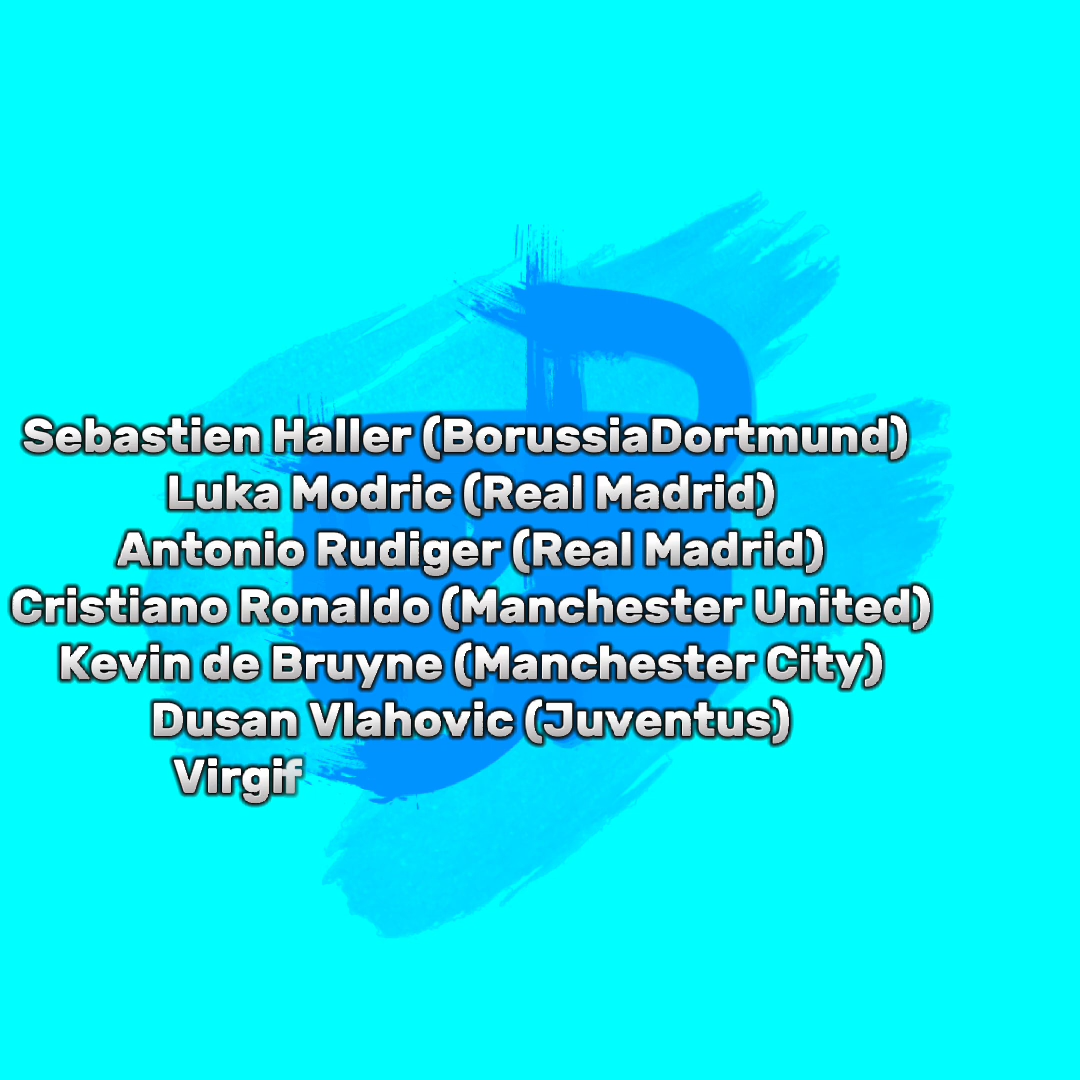 Sebastien Haller (BorussiaDortmund)
Luka Modric (Real Madrid)
Antonio Rudiger (Real Madrid)
Cristiano Ronaldo (Manchester United)
Kevin de Bruyne (Manchester City)
Dusan Vlahovic (Juventus)
Virgif